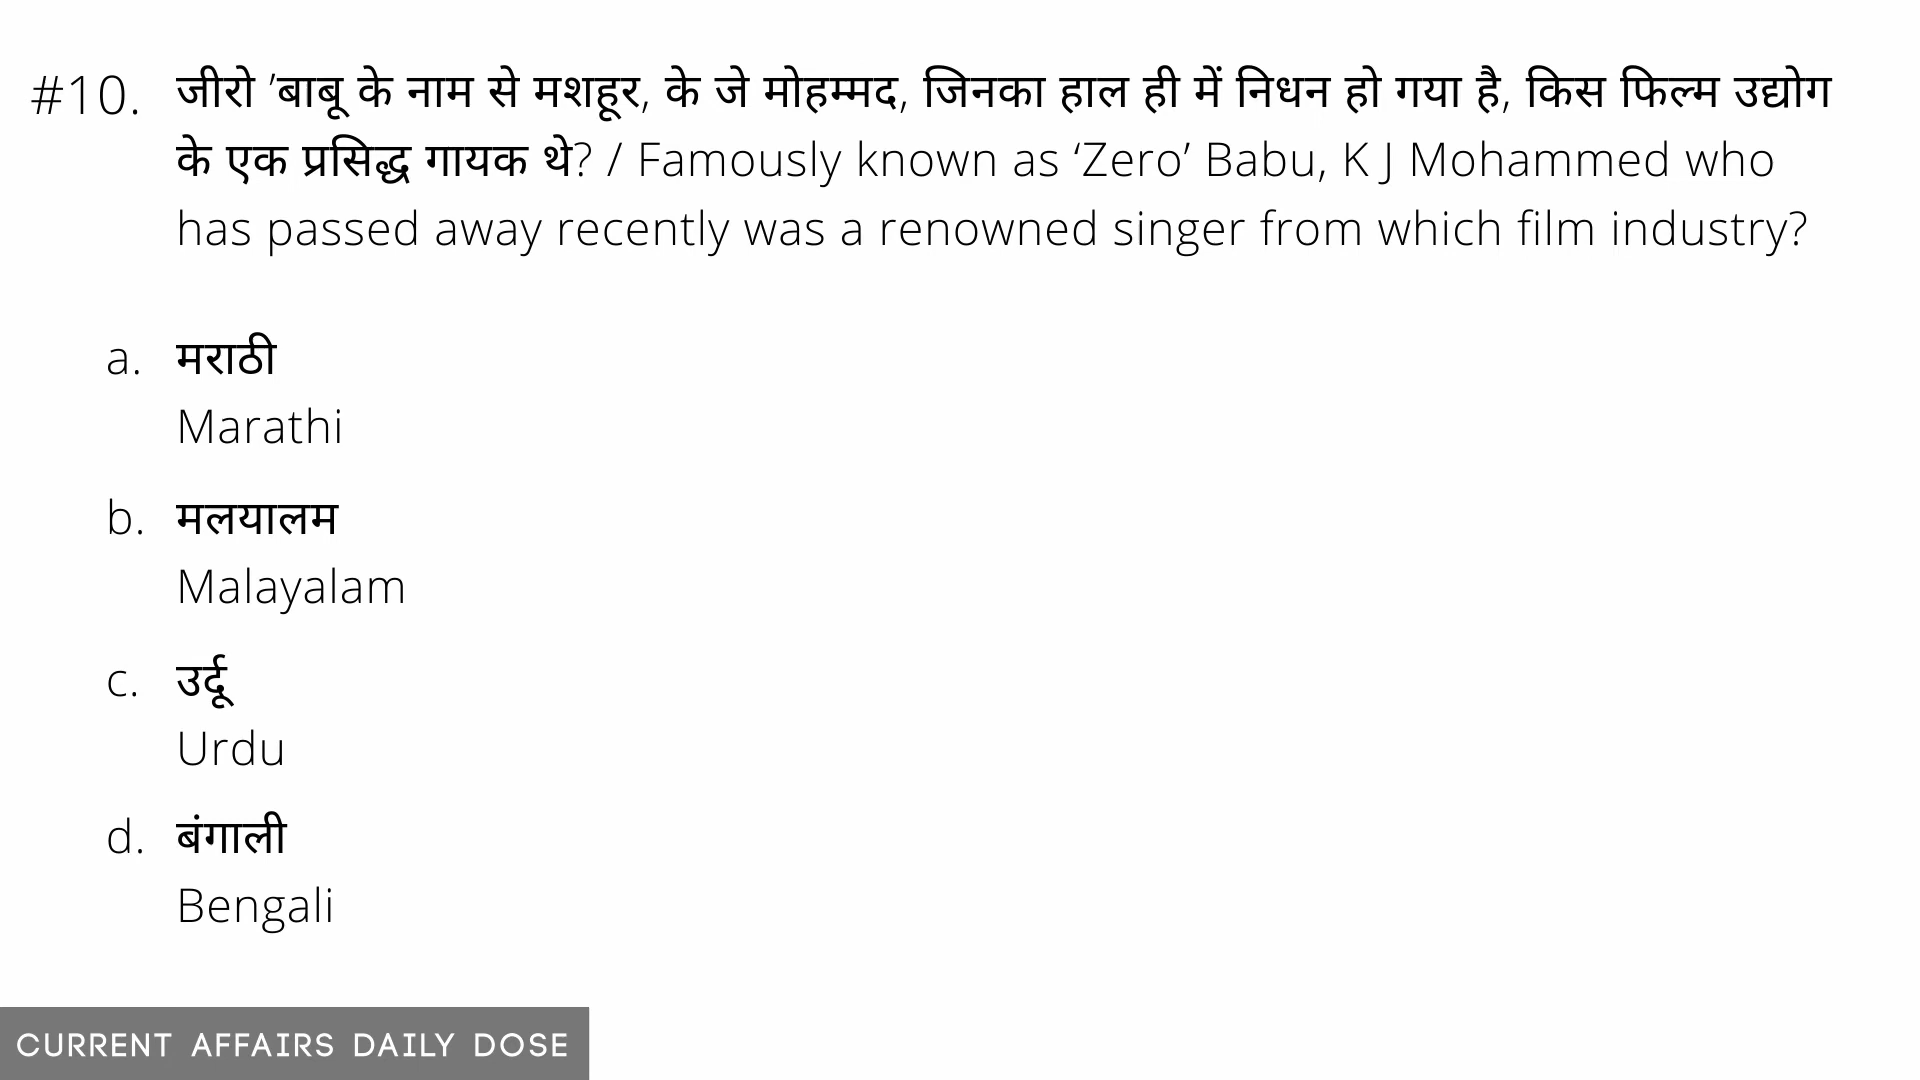 #10. जीरो ’बाबू के नाम से मशहूर, के जे मोहम्मद, जिनका हाल ही में निधन हो गया है, किस फिल्म उद्योग
के एक प्रसिद्ध गायक थे? / Famously known as ‘Zero’ Babu, K J Mohammed who
has passed away recently was a renowned singer from which film industry?
a. मराठी
Marathi
b. मलयालम
Malayalam
c. उर्दू
Urdu
d. बंगाली
Bengali
CURRENT AFFAIRS DAILY DOSE